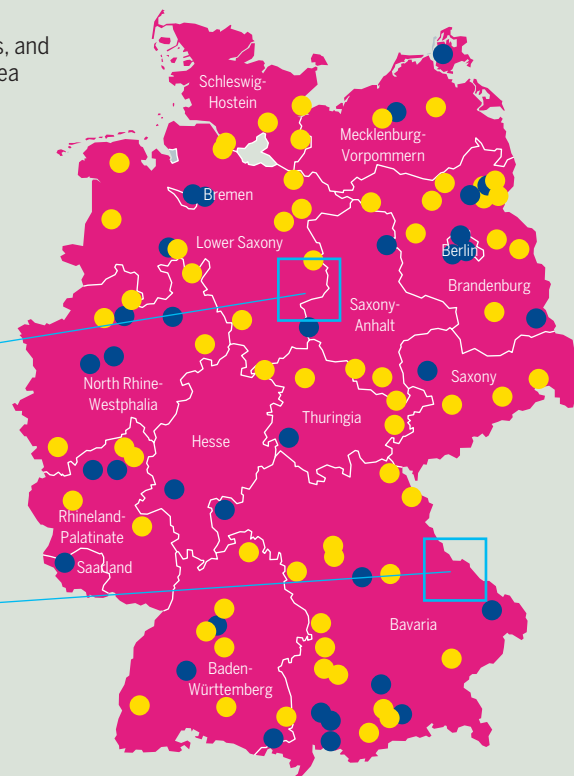 s, and
ea
Schleswig-
Hostein
Mecklenburg-
Vorpommern
Bremen
Lower Saxony
Berlin
Brandenburg
Saxony-
Anhalt
North Rhine-
Westphalia
Saxony
Thuringia
Hesse
Rhineland-
Palatinate
Saarland
Bavaria
Baden-
Württemberg